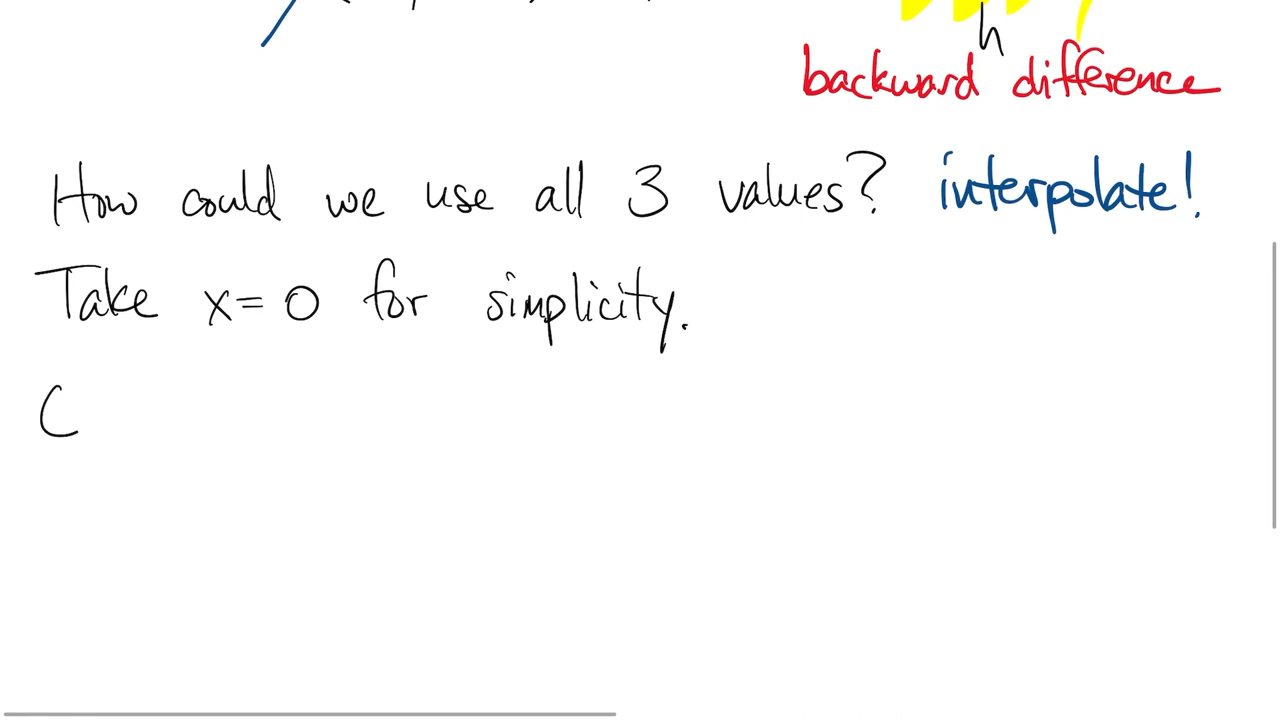 h
backward difference
How could we use all 3 values? interpolate!
Take x=0 for simplicity.
C